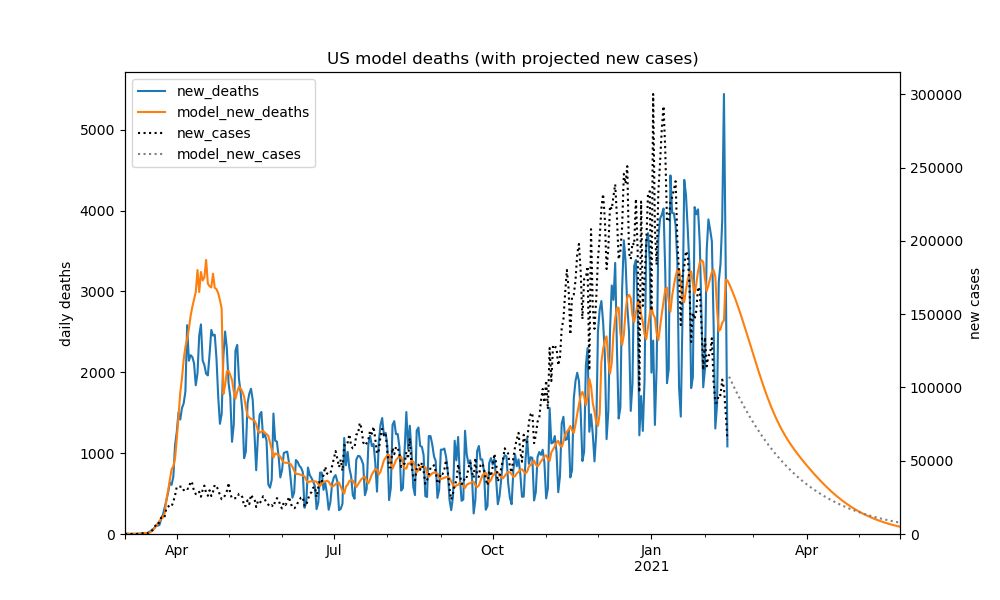 US model deaths (with projected new cases)
new_deaths
model_new_deaths
new_cases
model_new_cases
daily deaths
0
1000
2000
3000
4000
5000
new cases
0
50000
100000
150000
200000
250000
300000
Apr
Jul
Oct
Jan
2021
Apr